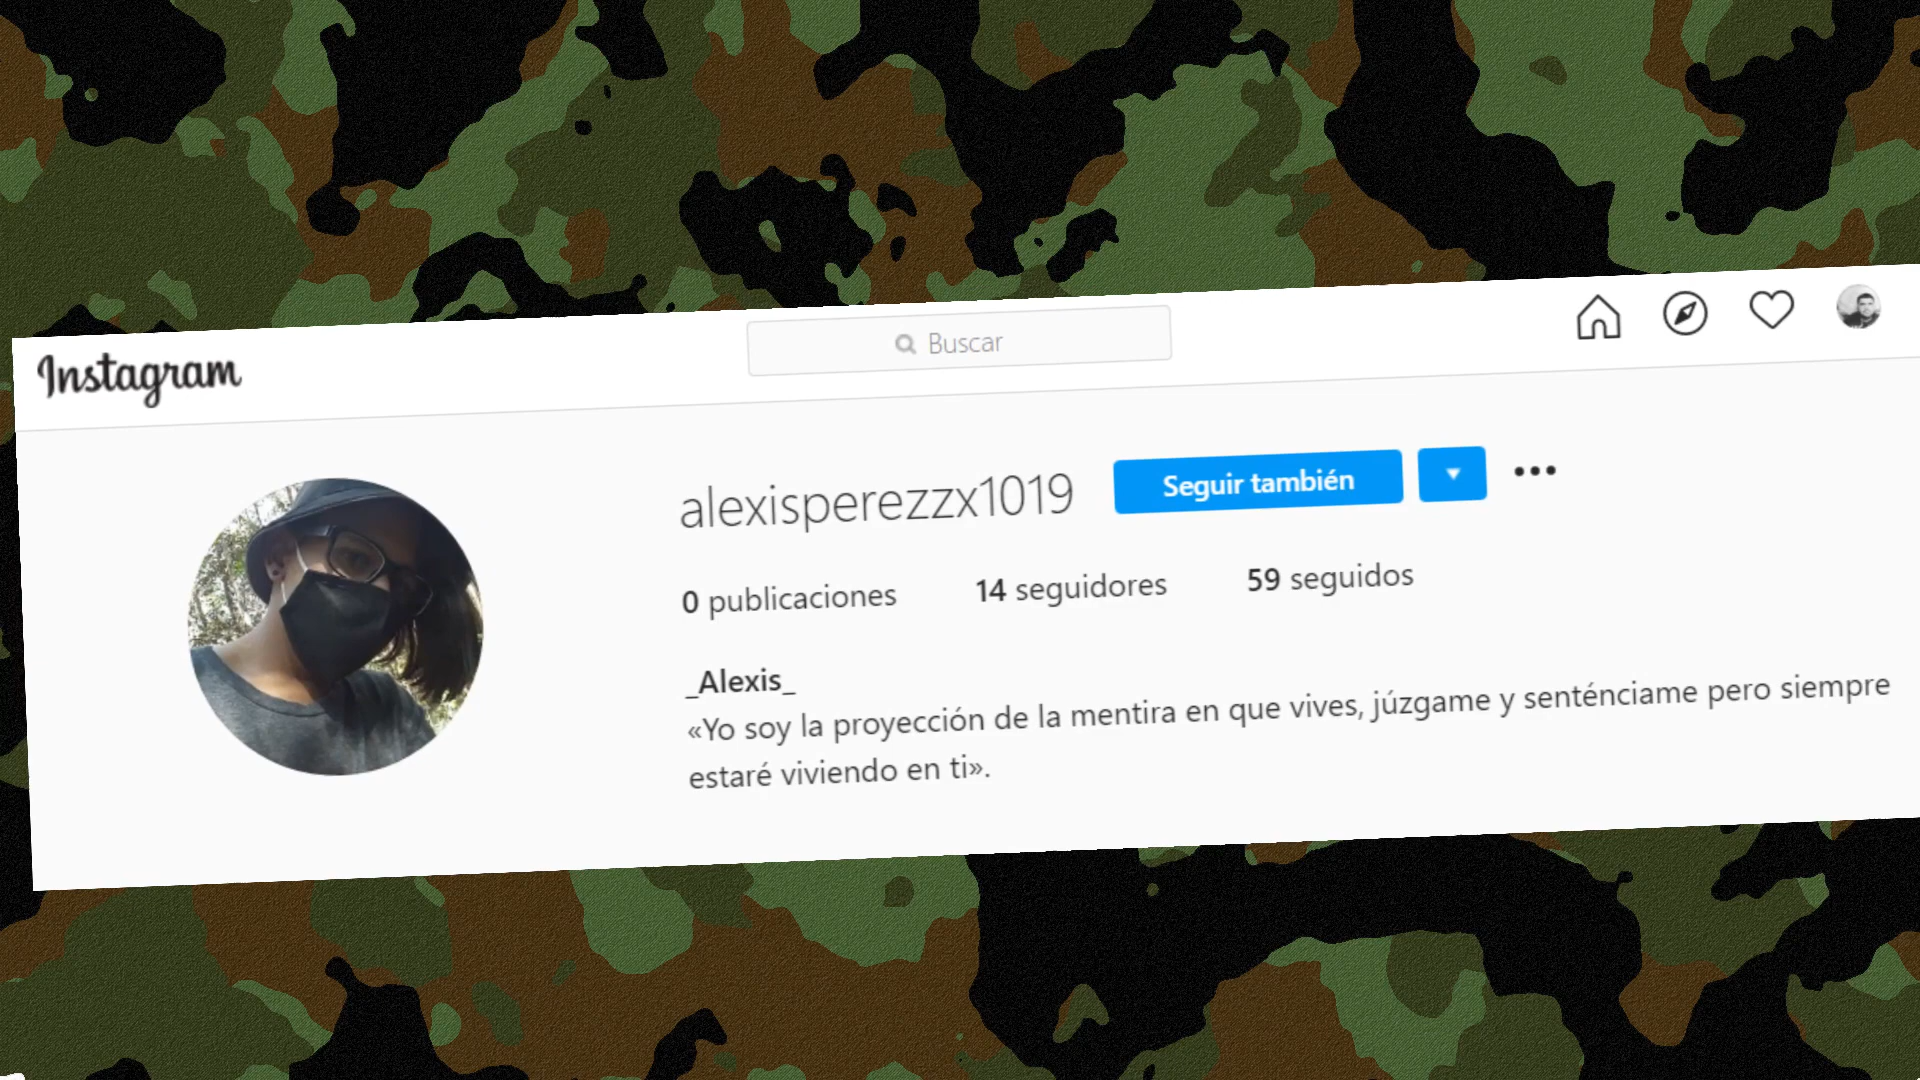 Instagram
Buscar
alexisperezzx1019
Seguir también
0 publicaciones 14 seguidores 59 seguidos
_Alexis_
«Yo soy la proyección de la mentira en que vives, júzgame y senténciame pero siempre
estaré viviendo en ti».